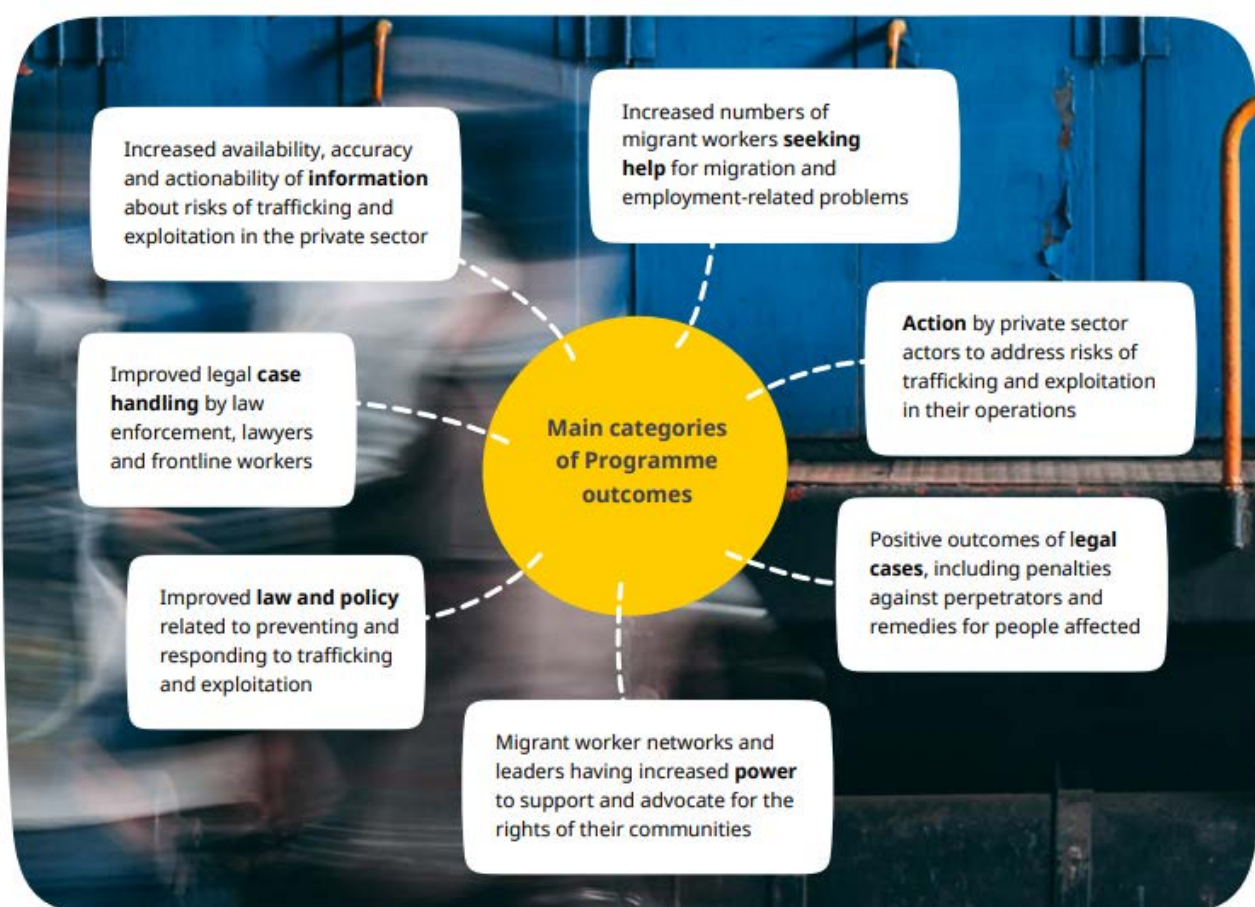 Increased availability, accuracy
and actionability of information
about risks of trafficking and
exploitation in the private sector
Increased numbers of
migrant workers seeking
help for migration and
employment-related problems
Action by private sector
actors to address risks of
trafficking and exploitation
in their operations
Improved legal case
handling by law
enforcement, lawyers
and frontline workers
Main categories
of Programme
outcomes
Positive outcomes of legal
cases, including penalties
against perpetrators and
remedies for people affected
Improved law and policy
related to preventing and
responding to trafficking
and exploitation
Migrant worker networks and
leaders having increased power
to support and advocate for the
rights of their communities